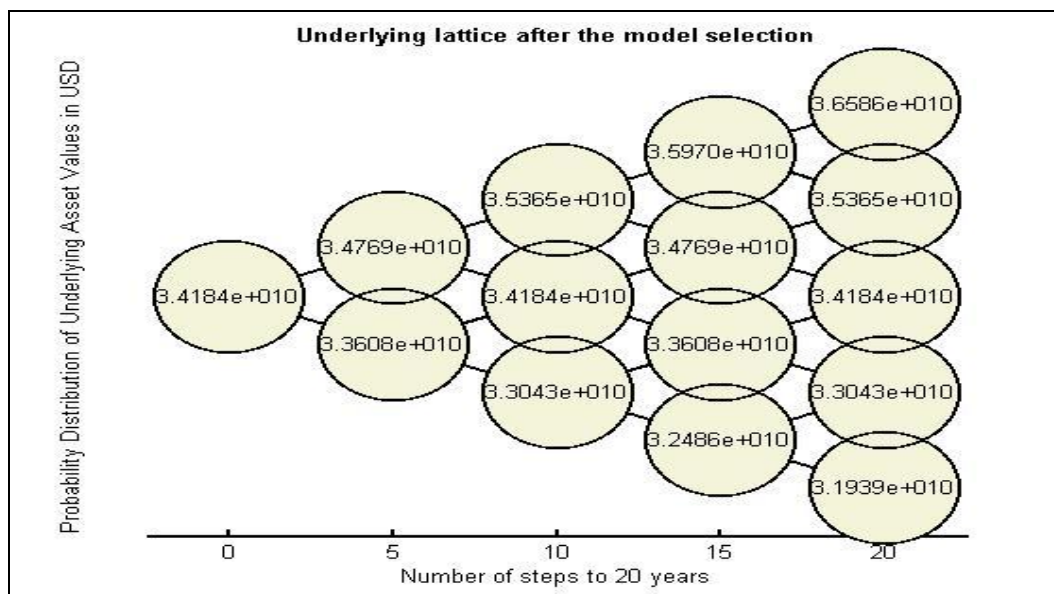 Underlying lattice after the model selection
Probability Distribution of Underlying Asset Values in USD
3.4184e+010
3.4769e+010
3.3608e+010
3.5365e+010
3.4184e+010
3.3043e+010
3.5970e+010
3.4769e+010
3.3608e+010
3.2486e+010
3.6586e+010
3.5365e+010
3.4184e+010
3.3043e+010
3.1939e+010
0 5 10 15 20
Number of steps to 20 years